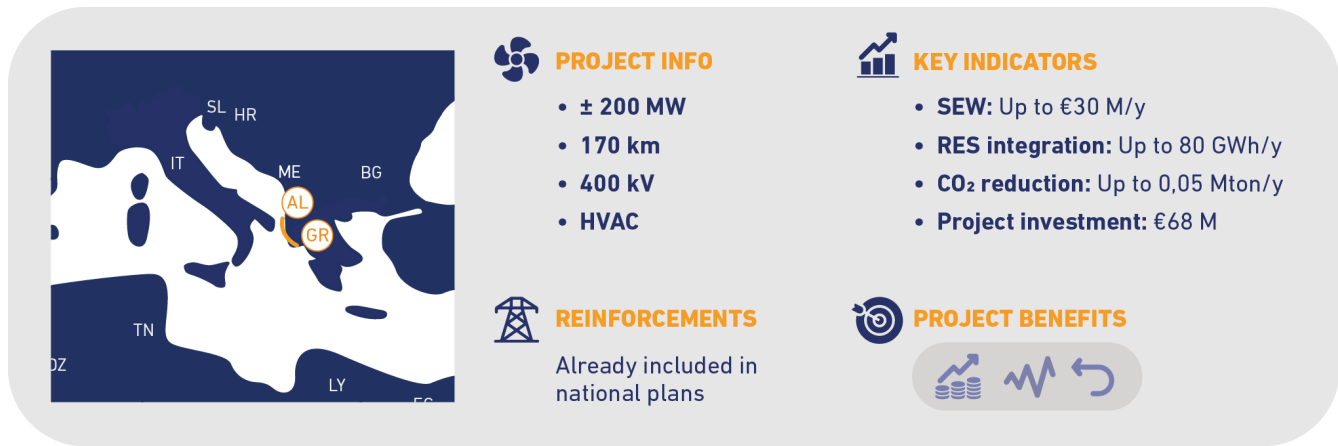 SL
HR
IT
ME
BG
AL
GR
TN
DZ
LY
PROJECT INFO
• ± 200 MW
• 170 km
• 400 kV
• HVAC
KEY INDICATORS
• SEW: Up to €30 M/y
• RES integration: Up to 80 GWh/y
• CO₂ reduction: Up to 0,05 Mton/y
• Project investment: €68 M
REINFORCEMENTS
Already included in
national plans
PROJECT BENEFITS